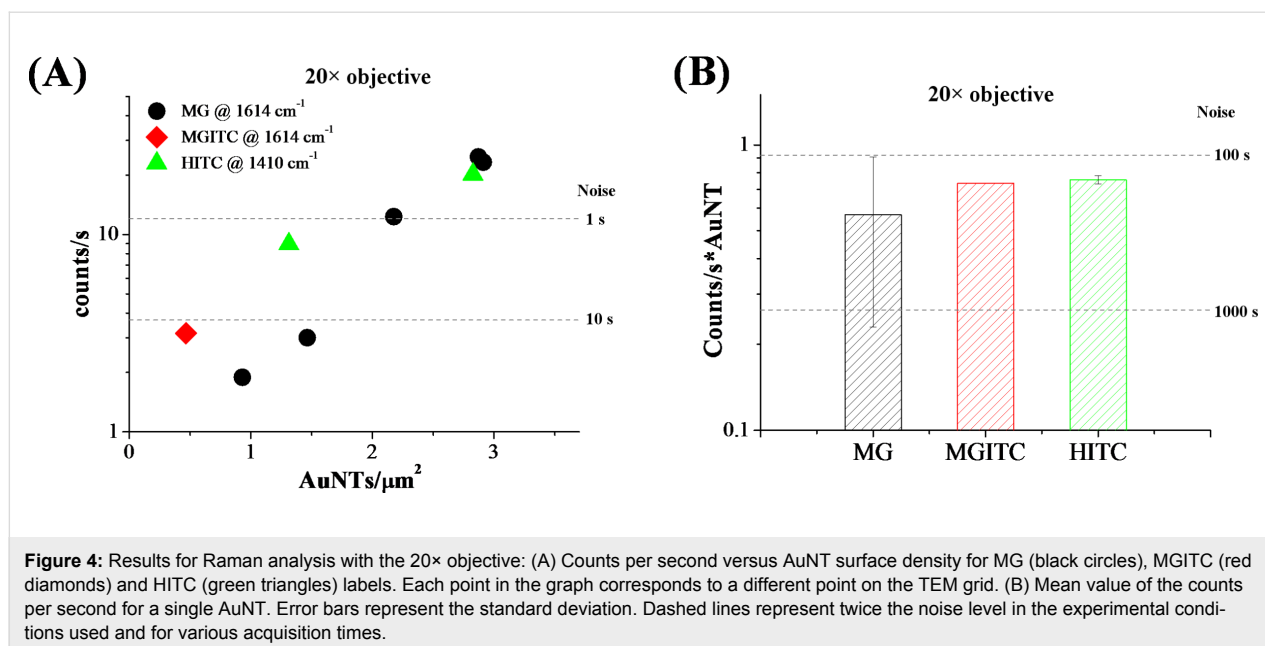 (A)
20× objective
MG @ 1614 cm⁻¹
MGITC @ 1614 cm⁻¹
HITC @ 1410 cm⁻¹
Noise
1 s
10 s
10
1
counts/s
0 1 2 3
AuNTs/μm²
(B)
20× objective
Noise
1
100 s
1000 s
0.1
Counts/s*AuNT
MG MGITC HITC
Figure 4: Results for Raman analysis with the 20× objective: (A) Counts per second versus AuNT surface density for MG (black circles), MGITC (red
diamonds) and HITC (green triangles) labels. Each point in the graph corresponds to a different point on the TEM grid. (B) Mean value of the counts
per second for a single AuNT. Error bars represent the standard deviation. Dashed lines represent twice the noise level in the experimental condi-
tions used and for various acquisition times.